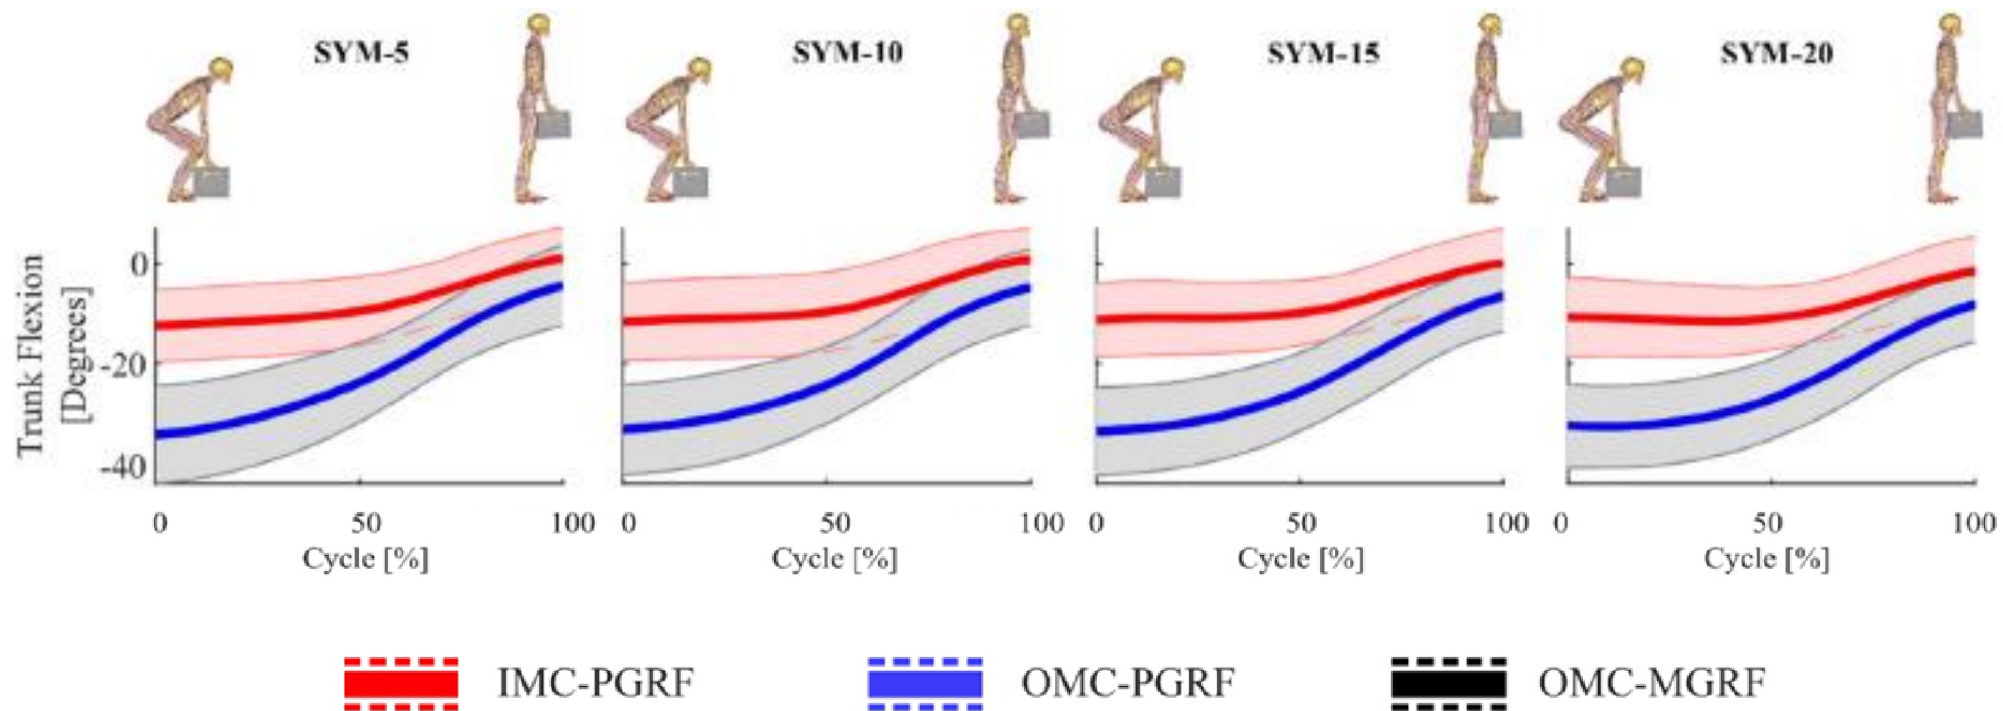 SYM-5 SYM-10 SYM-15 SYM-20
Trunk Flexion
[Degrees]
0
-20
-40
0 50 100 0 50 100 0 50 100 0 50 100
Cycle [%] Cycle [%] Cycle [%] Cycle [%]
IMC-PGRF OMC-PGRF OMC-MGRF